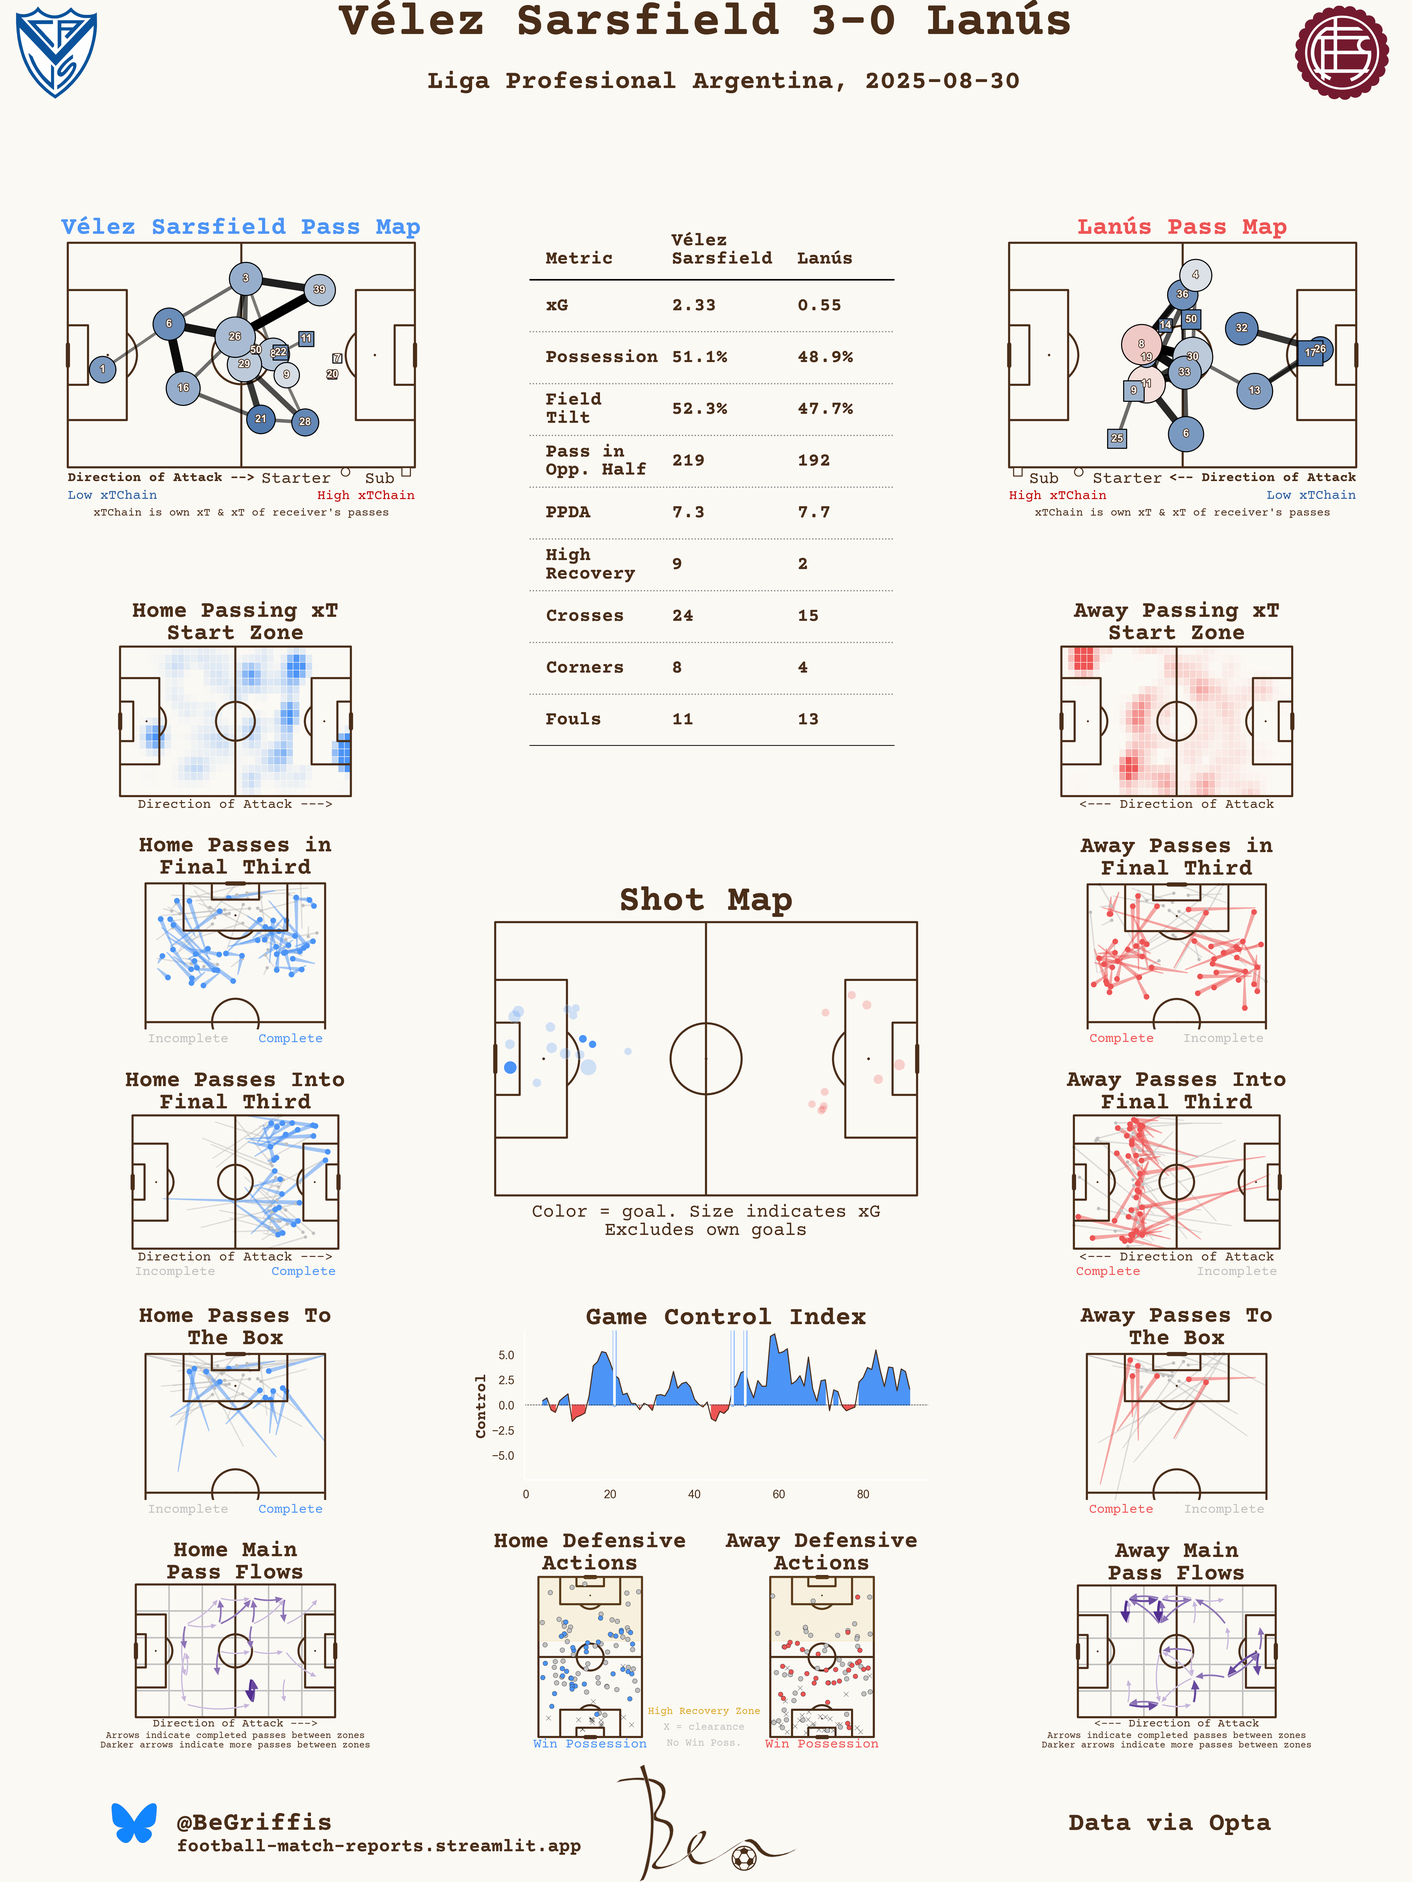 Vélez Sarsfield 3-0 Lanús
Liga Profesional Argentina, 2025-08-30
Vélez Sarsfield Pass Map
1
6
16
3
26
29
50
8
22
9
11
39
21
28
7
20
Direction of Attack --> Starter Sub
Low xTChain High xTChain
xTChain is own xT & xT of receiver's passes
Metric Vélez Sarsfield Lanús
xG 2.33 0.55
Possession 51.1% 48.9%
Field Tilt 52.3% 47.7%
Pass in Opp. Half 219 192
PPDA 7.3 7.7
High Recovery 9 2
Crosses 24 15
Corners 8 4
Fouls 11 13
Lanús Pass Map
4
36
14
50
8
19
30
33
11
9
25
6
32
17
26
13
Sub Starter <-- Direction of Attack
High xTChain Low xTChain
xTChain is own xT & xT of receiver's passes
Home Passing xT
Start Zone
Direction of Attack --->
Away Passing xT
Start Zone
<--- Direction of Attack
Home Passes in
Final Third
Incomplete Complete
Away Passes in
Final Third
Complete Incomplete
Shot Map
Color = goal. Size indicates xG
Excludes own goals
Home Passes Into
Final Third
Direction of Attack --->
Incomplete Complete
Away Passes Into
Final Third
<--- Direction of Attack
Complete Incomplete
Home Passes To
The Box
Incomplete Complete
Game Control Index
Control
5.0
2.5
0.0
−2.5
−5.0
0 20 40 60 80
Away Passes To
The Box
Complete Incomplete
Home Main
Pass Flows
Direction of Attack --->
Arrows indicate completed passes between zones
Darker arrows indicate more passes between zones
Home Defensive
Actions
Win Possession
High Recovery Zone
X = clearance
No Win Poss.
Away Defensive
Actions
Win Possession
Away Main
Pass Flows
<--- Direction of Attack
Arrows indicate completed passes between zones
Darker arrows indicate more passes between zones
@BeGriffis
football-match-reports.streamlit.app
Ben
Data via Opta